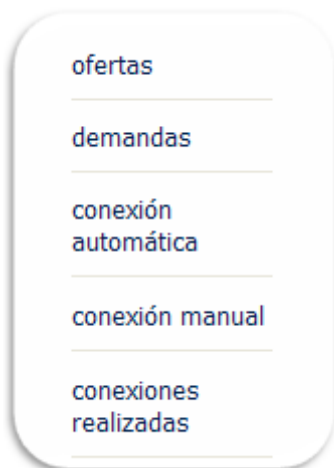 ofertas
demandas
conexión
automática
conexión manual
conexiones
realizadas